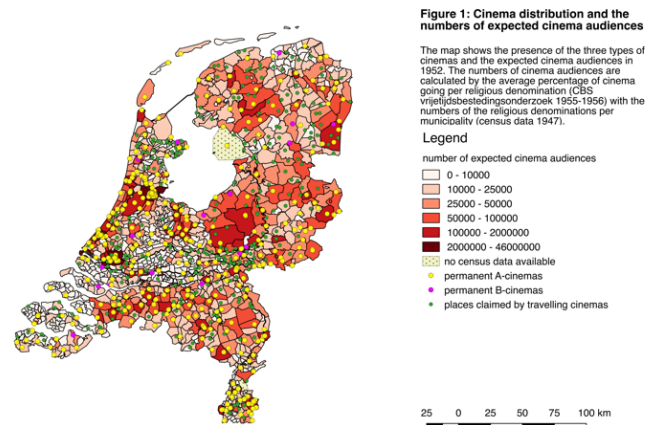 Figure 1: Cinema distribution and the
numbers of expected cinema audiences
The map shows the presence of the three types of
cinemas and the expected cinema audiences in
1952. The numbers of cinema audiences are
calculated by the average percentage of cinema
going per religious denomination (CBS
vrijetijdsbestedingsonderzoek 1955-1956) with the
numbers of the religious denominations per
municipality (census data 1947).
Legend
number of expected cinema audiences
0 - 10000
10000 - 25000
25000 - 50000
50000 - 100000
100000 - 2000000
2000000 - 46000000
no census data available
permanent A-cinemas
permanent B-cinemas
places claimed by travelling cinemas
25 0 25 50 75 100 km